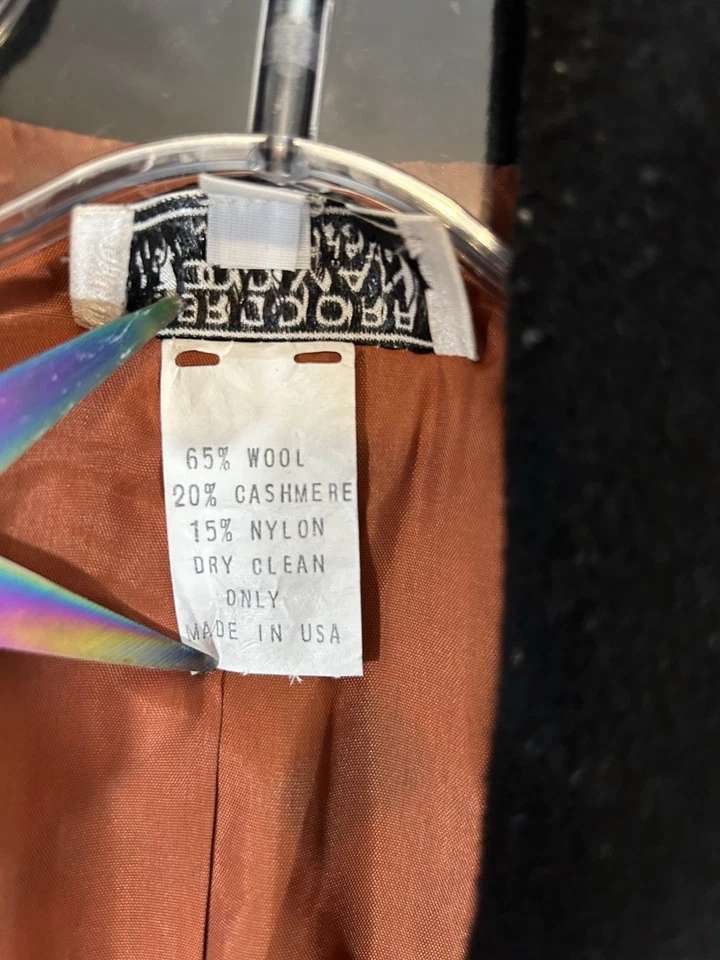 65% WOOL
20% CASHMERE
15% NYLON
DRY CLEAN
ONLY
MADE IN USA